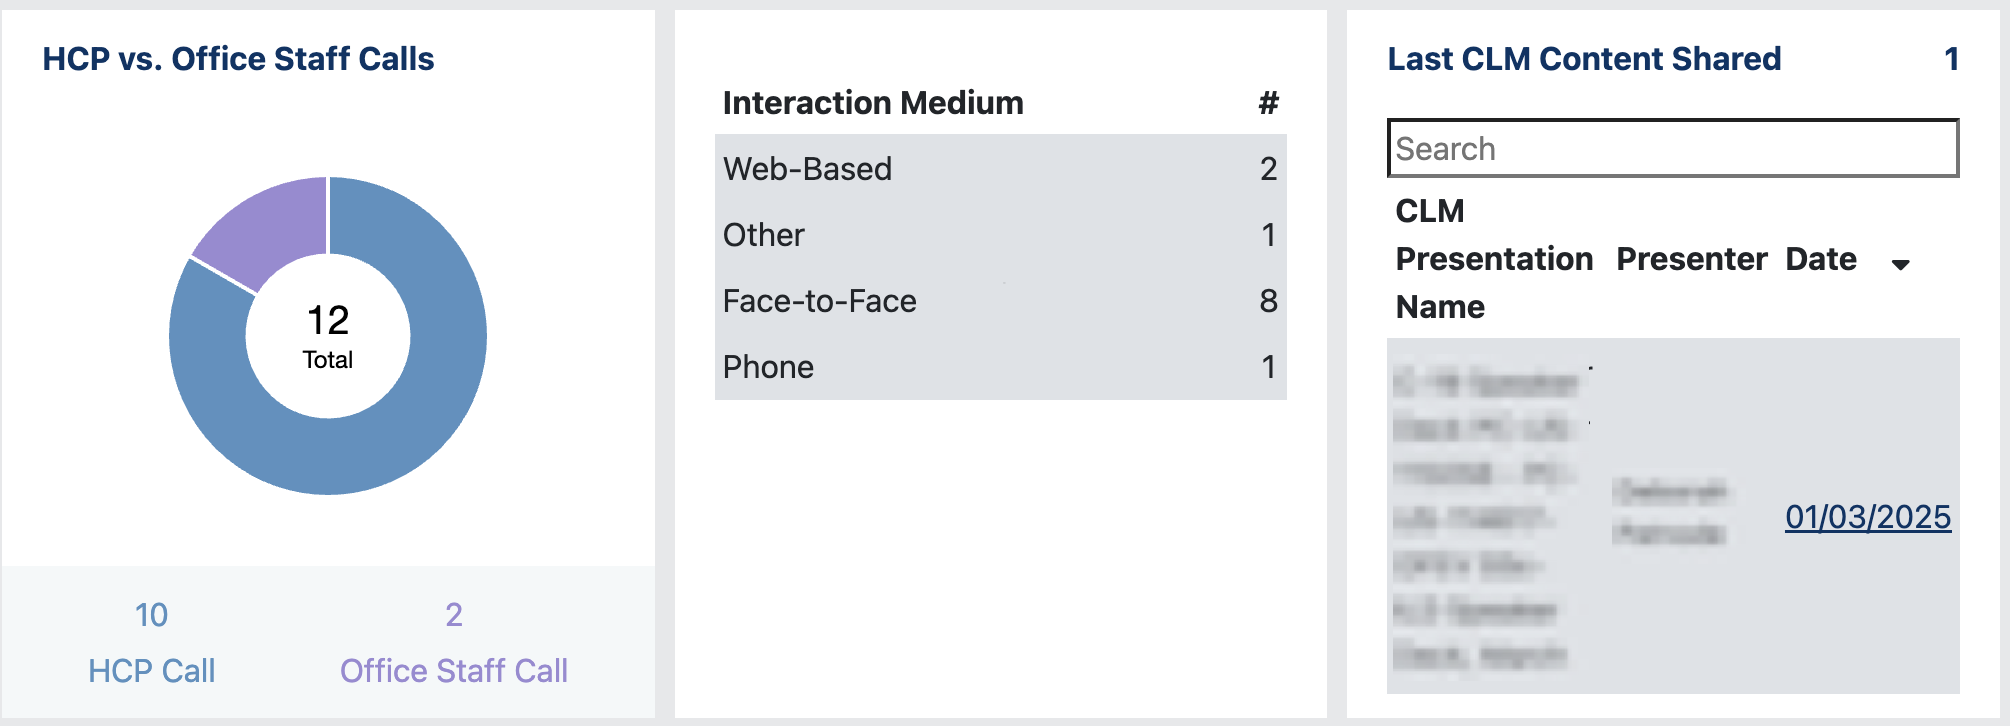 HCP vs. Office Staff Calls
12
Total
10
HCP Call
2
Office Staff Call
Interaction Medium #
Web-Based 2
Other 1
Face-to-Face 8
Phone 1
Last CLM Content Shared 1
Search
CLM
Presentation Presenter Date
Name
01/03/2025